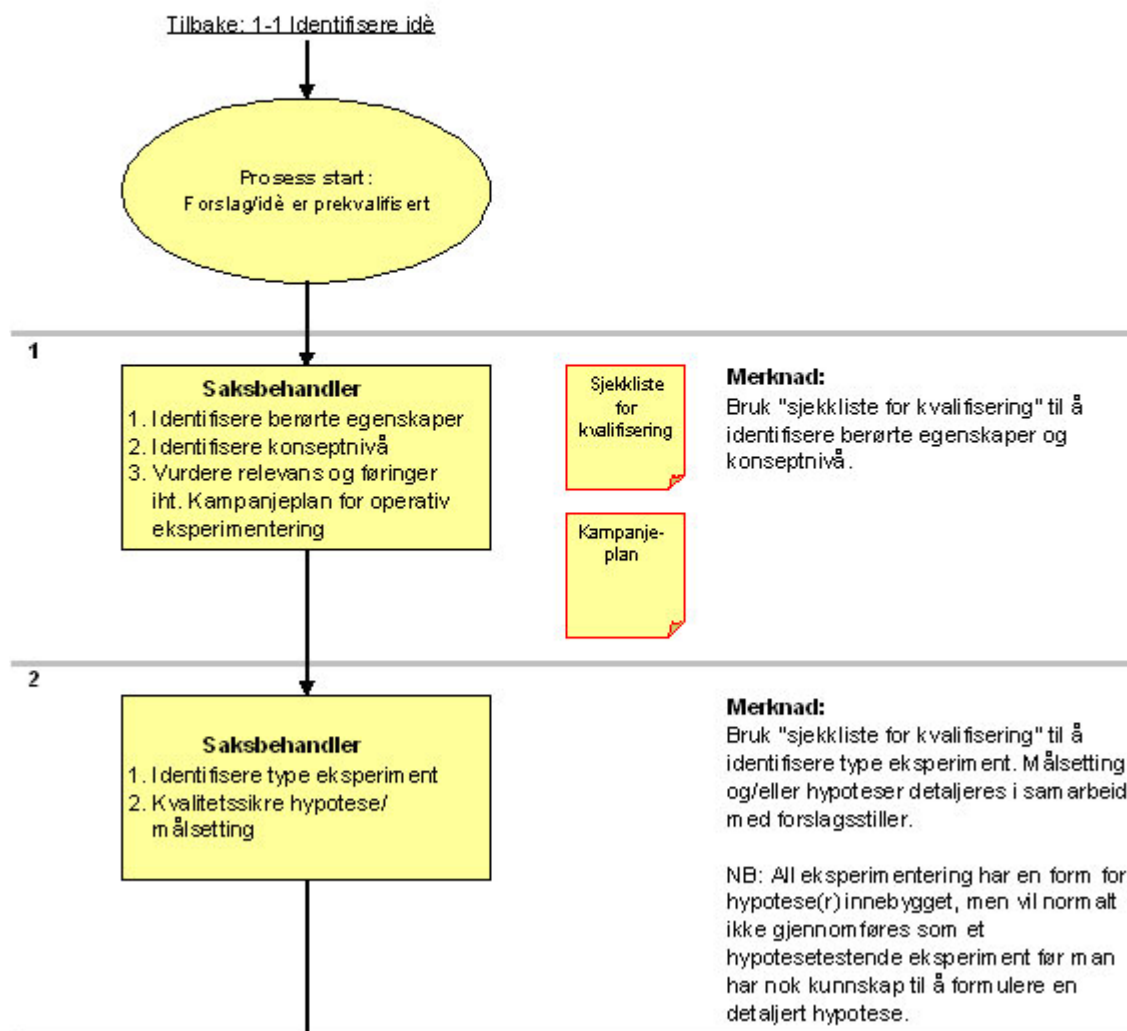 Tilbake: 1-1 Identifisere idè
Prosess start:
Forslag/idè er prekvalifisert
1
Saksbehandler
1. Identifisere berørte egenskaper
2. Identifisere konseptnivå
3. Vurdere relevans og føringer
iht. Kampanjeplan for operativ
eksperimentering
Sjekkliste
for
kvalifisering
Kampanje-
plan
Merknad:
Bruk "sjekkliste for kvalifisering" til å
identifisere berørte egenskaper og
konseptnivå.
2
Saksbehandler
1. Identifisere type eksperiment
2. Kvalitetssikre hypotese/
målsetting
Merknad:
Bruk "sjekkliste for kvalifisering" til å
identifisere type eksperiment. Målsetting
og/eller hypoteser detaljeres i samarbeid
med forslagsstiller.
NB: All eksperimentering har en form for
hypotese(r) innebygget, men vil normalt
ikke gjennomføres som et
hypotesetestende eksperiment før man
har nok kunnskap til å formulere en
detaljert hypotese.